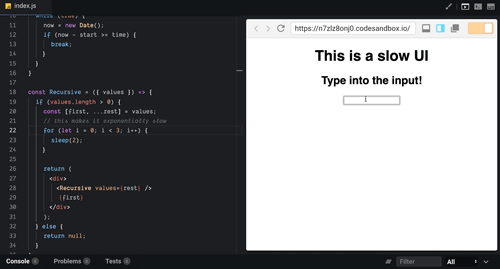 index.js
https://n7zlz8onj0.codesandbox.io/
11 now = new Date();
12 if (now - start >= time) {
13 break;
14 }
15 }
16 }
17
18 const Recursive = ({ values }) => {
19 if (values.length > 0) {
20 const [first, ...rest] = values;
21 // this makes it exponentially slow
22 for (let i = 0; i < 3; i++) {
23 sleep(2);
24 }
25
26 return (
27 <div>
28 <Recursive values={rest} />
29 {first}
30 </div>
31 );
32 } else {
33 return null;
34 }
This is a slow UI
Type into the input!
Console 0 Problems 0 Tests 0 Filter All